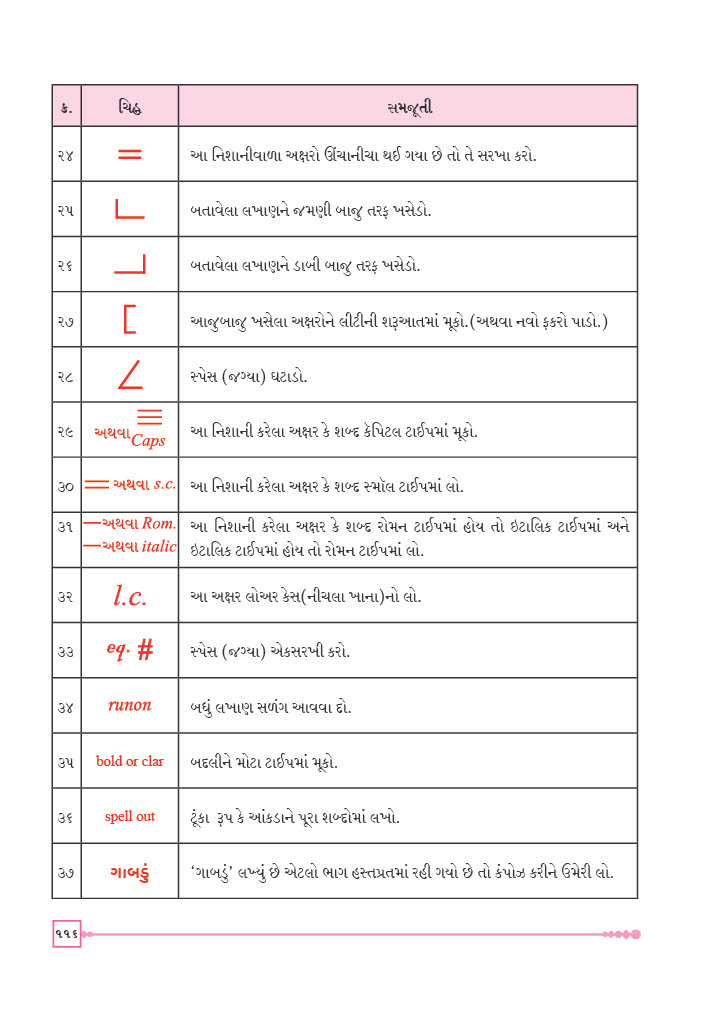 ક્ર. ચિહ્ન સમજૂતી
૨૪ = આ નિશાનીવાળા અક્ષરો ઊંચાનીચા થઈ ગયા છે તો તે સરખા કરો.
૨૫ બતાવેલા લખાણને જમણી બાજુ તરફ ખસેડો.
૨૬ બતાવેલા લખાણને ડાબી બાજુ તરફ ખસેડો.
૨૭ [ આજુબાજુ ખસેલા અક્ષરોને લીટીની શરૂઆતમાં મૂકો.(અથવા નવો ફકરો પાડો.)
૨૮ ∠ સ્પેસ (જગ્યા) ઘટાડો.
૨૯ અથવા Caps આ નિશાની કરેલા અક્ષર કે શબ્દ કૅપિટલ ટાઈપમાં મૂકો.
૩૦ = અથવા s.c. આ નિશાની કરેલા અક્ષર કે શબ્દ સ્મૉલ ટાઈપમાં લો.
૩૧ —અથવા Rom. આ નિશાની કરેલા અક્ષર કે શબ્દ રોમન ટાઈપમાં હોય તો ઇટાલિક ટાઈપમાં અને
—અથવા italic ઇટાલિક ટાઈપમાં હોય તો રોમન ટાઈપમાં લો.
૩૨ l.c. આ અક્ષર લોઅર કેસ(નીચલા ખાના)નો લો.
૩૩ eq. # સ્પેસ (જગ્યા) એકસરખી કરો.
૩૪ runon બધું લખાણ સળંગ આવવા દો.
૩૫ bold or clar બદલીને મોટા ટાઈપમાં મૂકો.
૩૬ spell out ટૂંકા રૂપ કે આંકડાને પૂરા શબ્દોમાં લખો.
૩૭ ગાબડું ‘ગાબડું’ લખ્યું છે એટલો ભાગ હસ્તપ્રતમાં રહી ગયો છે તો કંપોઝ કરીને ઉમેરી લો.
૧૧૬